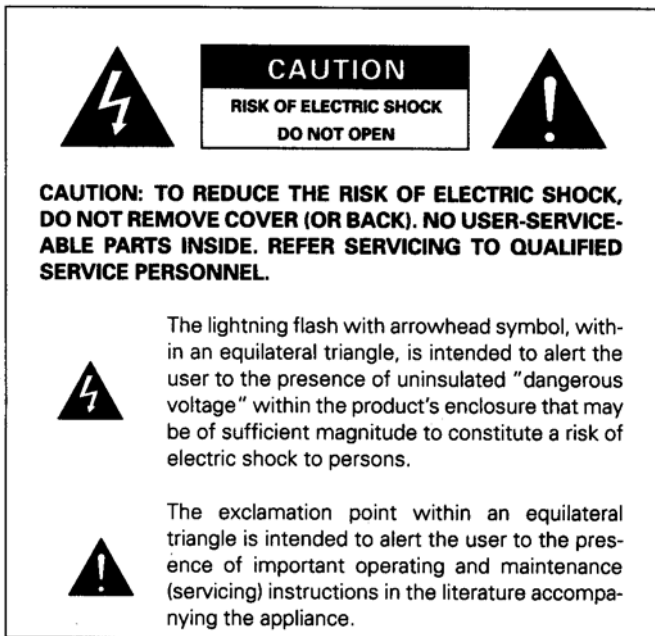 CAUTION
RISK OF ELECTRIC SHOCK
DO NOT OPEN
CAUTION: TO REDUCE THE RISK OF ELECTRIC SHOCK,
DO NOT REMOVE COVER (OR BACK). NO USER-SERVICE-
ABLE PARTS INSIDE. REFER SERVICING TO QUALIFIED
SERVICE PERSONNEL.
The lightning flash with arrowhead symbol, with-
in an equilateral triangle, is intended to alert the
user to the presence of uninsulated "dangerous
voltage" within the product's enclosure that may
be of sufficient magnitude to constitute a risk of
electric shock to persons.
The exclamation point within an equilateral
triangle is intended to alert the user to the pres-
ence of important operating and maintenance
(servicing) instructions in the literature accompa-
nying the appliance.